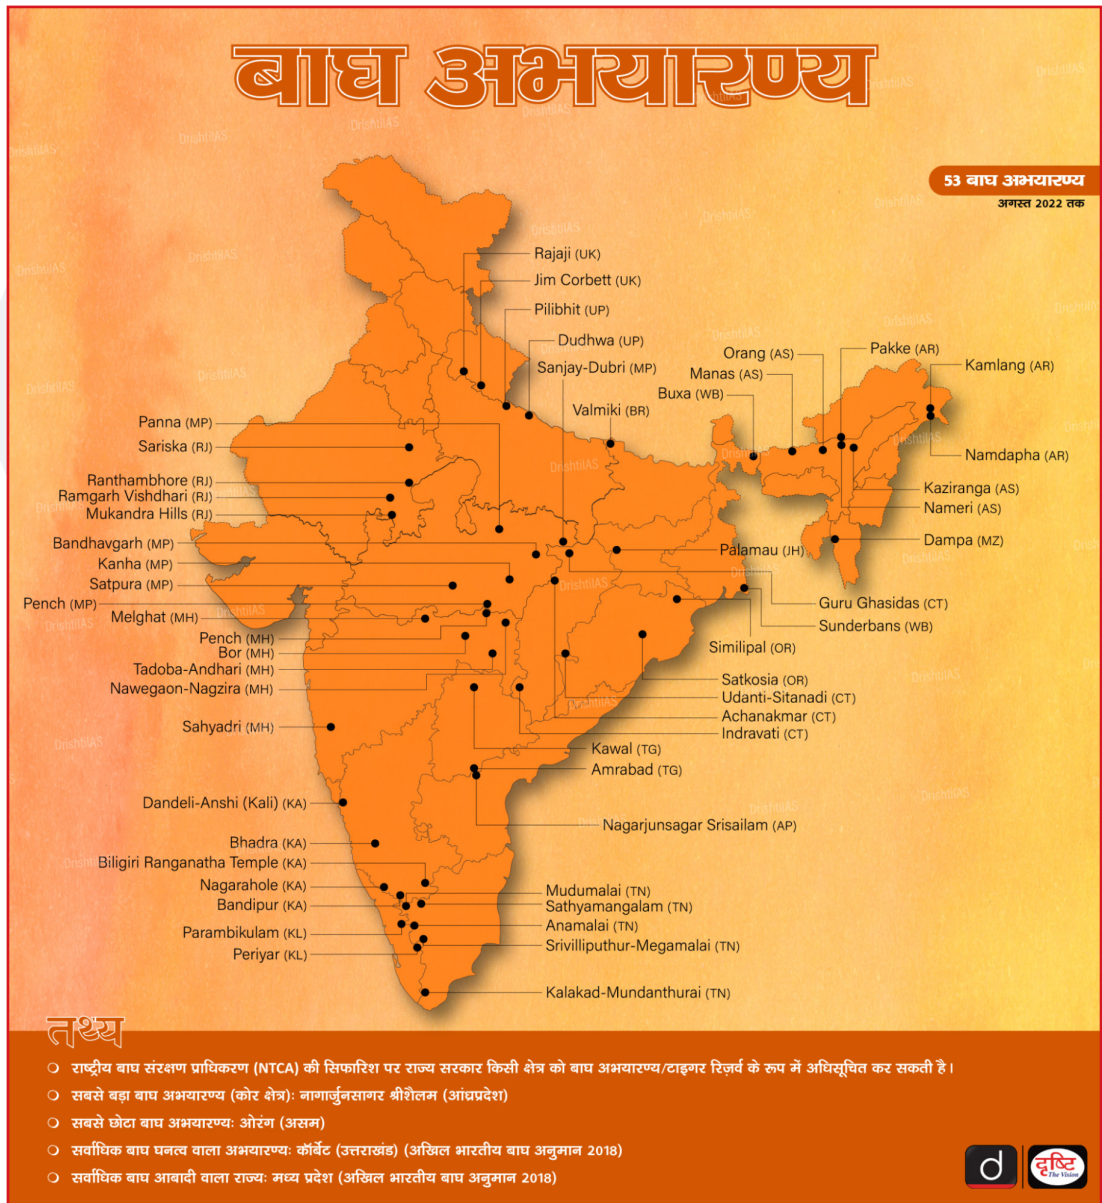 बाघ अभयारण्य
53 बाघ अभयारण्य
अगस्त 2022 तक
Rajaji (UK)
Jim Corbett (UK)
Pilibhit (UP)
Dudhwa (UP)
Sanjay-Dubri (MP)
Valmiki (BR)
Orang (AS)
Manas (AS)
Buxa (WB)
Pakke (AR)
Kamlang (AR)
Namdapha (AR)
Kaziranga (AS)
Nameri (AS)
Dampa (MZ)
Panna (MP)
Sariska (RJ)
Ranthambhore (RJ)
Ramgarh Vishdhari (RJ)
Mukandra Hills (RJ)
Bandhavgarh (MP)
Kanha (MP)
Satpura (MP)
Pench (MP)
Melghat (MH)
Pench (MH)
Bor (MH)
Tadoba-Andhari (MH)
Nawegaon-Nagzira (MH)
Sahyadri (MH)
Palamau (JH)
Guru Ghasidas (CT)
Sunderbans (WB)
Similipal (OR)
Satkosia (OR)
Udanti-Sitanadi (CT)
Achanakmar (CT)
Indravati (CT)
Kawal (TG)
Amrabad (TG)
Nagarjunsagar Srisailam (AP)
Dandeli-Anshi (Kali) (KA)
Bhadra (KA)
Biligiri Ranganatha Temple (KA)
Nagarahole (KA)
Bandipur (KA)
Parambikulam (KL)
Periyar (KL)
Mudumalai (TN)
Sathyamangalam (TN)
Anamalai (TN)
Srivilliputhur-Megamalai (TN)
Kalakad-Mundanthurai (TN)
तथ्य
राष्ट्रीय बाघ संरक्षण प्राधिकरण (NTCA) की सिफारिश पर राज्य सरकार किसी क्षेत्र को बाघ अभयारण्य/टाइगर रिज़र्व के रूप में अधिसूचित कर सकती है।
सबसे बड़ा बाघ अभयारण्य (कोर क्षेत्र): नागार्जुनसागर श्रीशैलम (आंध्रप्रदेश)
सबसे छोटा बाघ अभयारण्य: ओरंग (असम)
सर्वाधिक बाघ घनत्व वाला अभयारण्य: कॉर्बेट (उत्तराखंड) (अखिल भारतीय बाघ अनुमान 2018)
सर्वाधिक बाघ आबादी वाला राज्य: मध्य प्रदेश (अखिल भारतीय बाघ अनुमान 2018)
d
दृष्टि
The Vision
DrishtiIAS